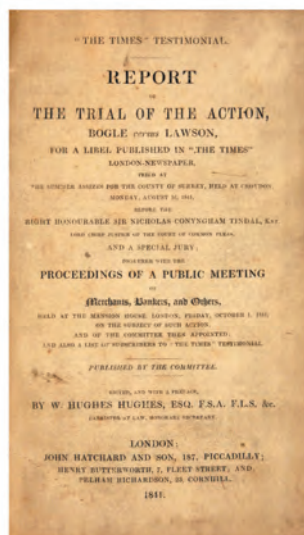 "THE TIMES" TESTIMONIAL.
REPORT
OF
THE TRIAL OF THE ACTION,
BOGLE versus LAWSON,
FOR A LIBEL PUBLISHED IN "THE TIMES"
LONDON NEWSPAPER,
TRIED AT
THE SUMMER ASSIZES FOR THE COUNTY OF SURREY, HELD AT CROYDON
MONDAY, AUGUST 16, 1841,
BEFORE THE
RIGHT HONOURABLE SIR NICHOLAS CONYNGHAM TINDAL, KNT
LORD CHIEF JUSTICE OF THE COURT OF COMMON PLEAS,
AND A SPECIAL JURY:
TOGETHER WITH THE
PROCEEDINGS OF A PUBLIC MEETING
OF
Merchants, Bankers, and Others,
HELD AT THE MANSION HOUSE, LONDON, FRIDAY, OCTOBER 1, 1841,
ON THE SUBJECT OF SUCH ACTION,
AND OF THE COMMITTEE THEN APPOINTED;
AND ALSO A LIST OF SUBSCRIBERS TO "THE TIMES" TESTIMONIAL.
PUBLISHED BY THE COMMITTEE.
EDITED, AND WITH A PREFACE,
BY W. HUGHES HUGHES, ESQ. F.S.A. F.L.S. &c.
BARRISTER AT LAW, HONORARY SECRETARY.
LONDON:
JOHN HATCHARD AND SON, 187, PICCADILLY;
HENRY BUTTERWORTH, 7, FLEET STREET; AND
PELHAM RICHARDSON, 23, CORNHILL.
1841.